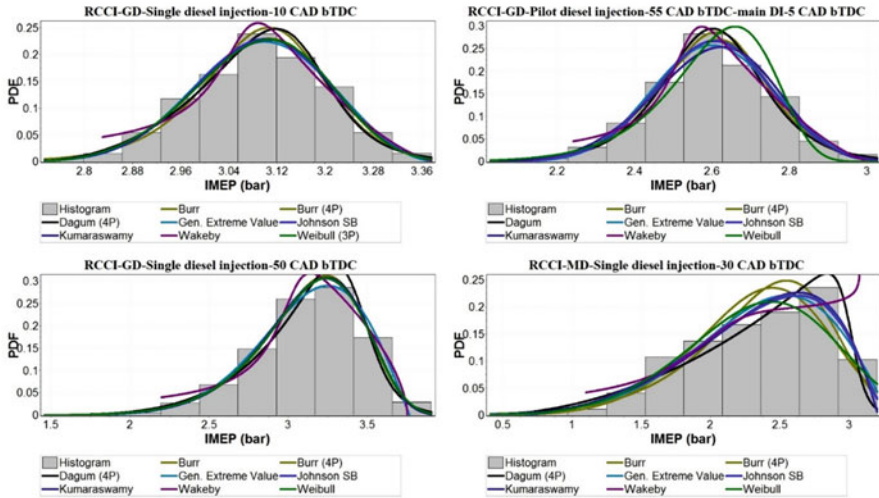 RCCI-GD-Single diesel injection-10 CAD bTDC
0.25
0.2
0.15
0.1
0.05
0
PDF
2.8 2.88 2.96 3.04 3.12 3.2 3.28 3.36
IMEP (bar)
Histogram Burr Burr (4P)
Dagum (4P) Gen. Extreme Value Johnson SB
Kumaraswamy Wakeby Weibull (3P)
RCCI-GD-Pilot diesel injection-55 CAD bTDC-main DI-5 CAD bTDC
0.3
0.25
0.2
0.15
0.1
0.05
0
PDF
2.2 2.4 2.6 2.8 3
IMEP (bar)
Histogram Burr Burr (4P)
Dagum Gen. Extreme Value Johnson SB
Kumaraswamy Wakeby Weibull
RCCI-GD-Single diesel injection-50 CAD bTDC
0.3
0.25
0.2
0.15
0.1
0.05
0
PDF
1.5 2 2.5 3 3.5
IMEP (bar)
Histogram Burr Burr (4P)
Dagum (4P) Gen. Extreme Value Johnson SB
Kumaraswamy Wakeby Weibull
RCCI-MD-Single diesel injection-30 CAD bTDC
0.25
0.2
0.15
0.1
0.05
0
PDF
0.5 1 1.5 2 2.5 3
IMEP (bar)
Histogram Burr Burr (4P)
Dagum (4P) Gen. Extreme Value Johnson SB
Kumaraswamy Wakeby Weibull